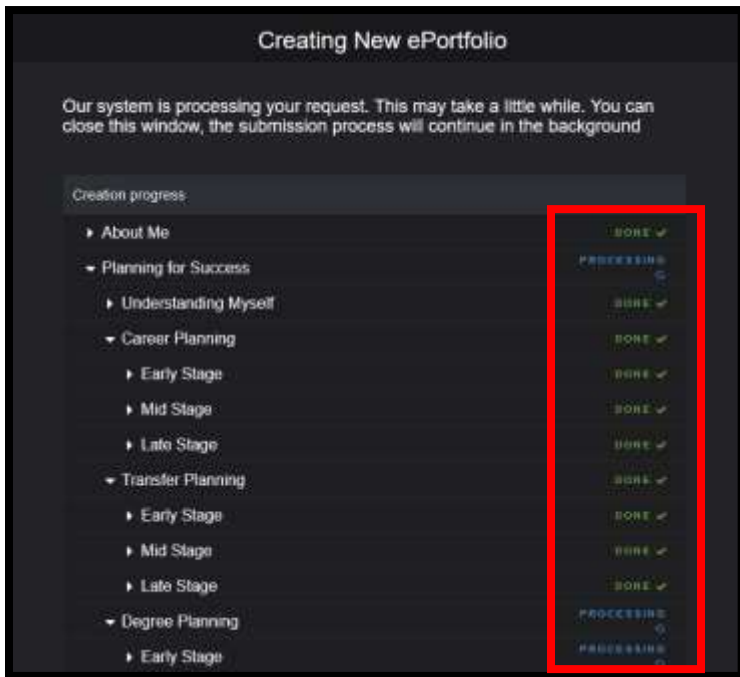 Creating New ePortfolio
Our system is processing your request. This may take a little while. You can
close this window, the submission process will continue in the background
Creation progress
About Me DONE
Planning for Success PROCESSING
Understanding Myself DONE
Career Planning DONE
Early Stage DONE
Mid Stage DONE
Late Stage DONE
Transfer Planning DONE
Early Stage DONE
Mid Stage DONE
Late Stage DONE
Degree Planning PROCESSING
Early Stage PROCESSING